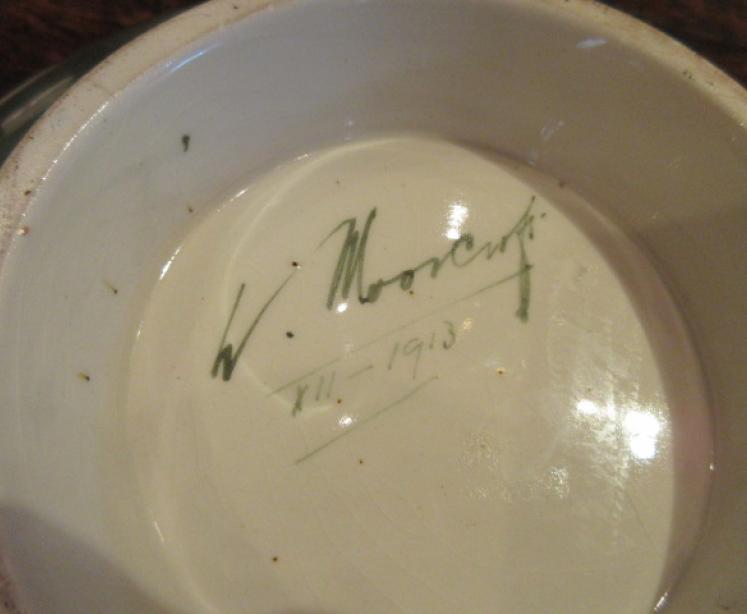 W. Moorcroft
XII - 1913